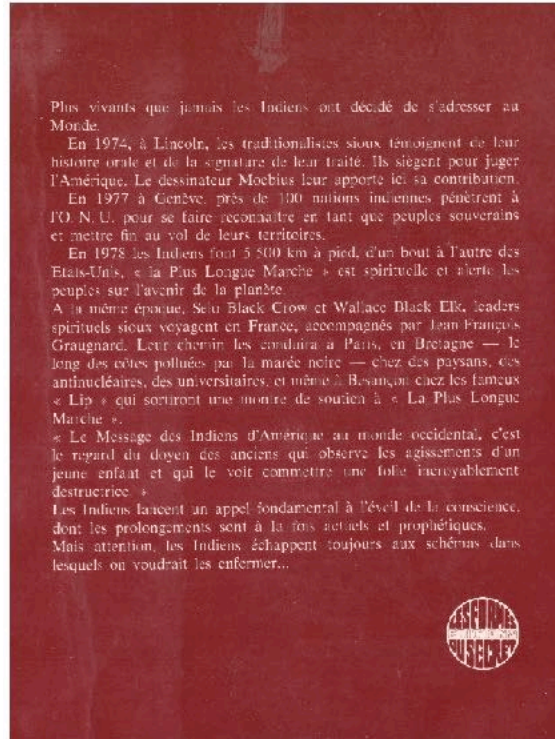 Plus vivants que jamais les Indiens ont décidé de s'adresser au
Monde.
En 1974, à Lincoln, les traditionalistes sioux témoignent de leur
histoire orale et de la signature de leur traité. Ils siègent pour juger
l'Amérique. Le dessinateur Moebius leur apporte ici sa contribution.
En 1977 à Genève, près de 100 nations indiennes pénètrent à
l'O. N. U. pour se faire reconnaître en tant que peuples souverains
et mettre fin au vol de leurs territoires.
En 1978 les Indiens font 5 500 km à pied, d'un bout à l'autre des
Etats-Unis, « la Plus Longue Marche » est spirituelle et alerte les
peuples sur l'avenir de la planète.
A la même époque, Selu Black Crow et Wallace Black Elk, leaders
spirituels sioux voyagent en France, accompagnés par Jean-François
Graugnard. Leur chemin les conduira à Paris, en Bretagne — le
long des côtes polluées par la marée noire — chez des paysans, des
antinucléaires, des universitaires, et même à Besançon chez les fameux
« Lip » qui sortiront une montre de soutien à « La Plus Longue
Marche ».
« Le Message des Indiens d'Amérique au monde occidental, c'est
le regard du doyen des anciens qui observe les agissements d'un
jeune enfant et qui le voit commettre une folie incroyablement
destructrice. »
Les Indiens lancent un appel fondamental à l'éveil de la conscience,
dont les prolongements sont à la fois actuels et prophétiques.
Mais attention, les Indiens échappent toujours aux schémas dans
lesquels on voudrait les enfermer...
LES FORMES
DU SECRET